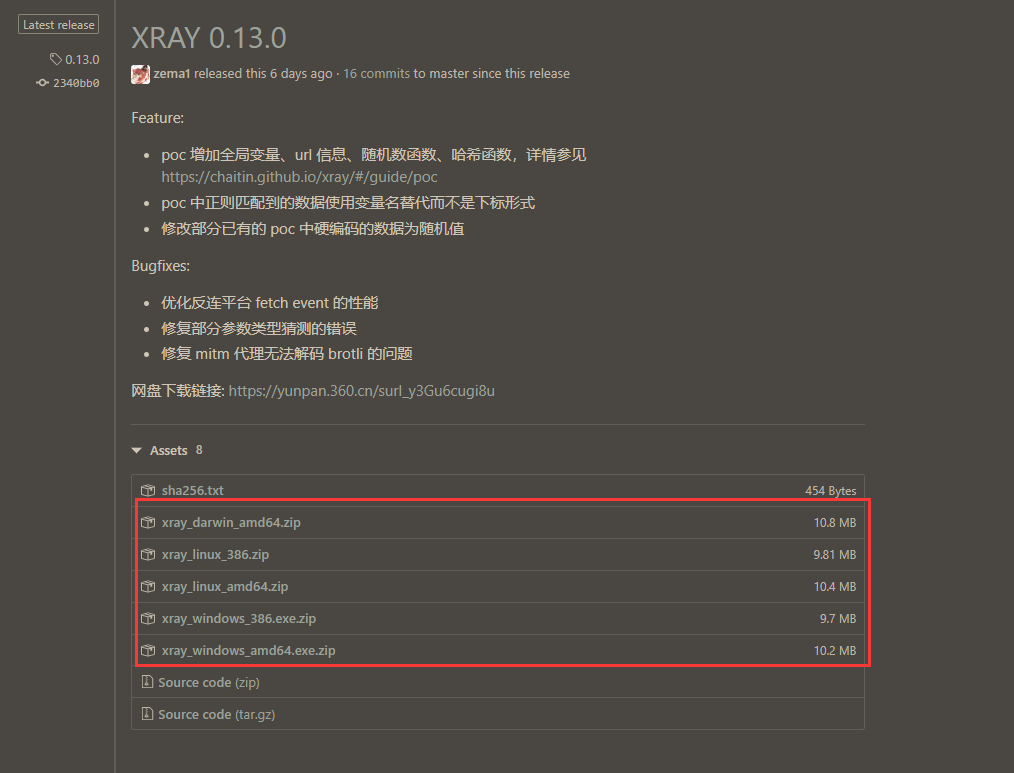 Latest release
0.13.0
2340bb0
XRAY 0.13.0
zema1 released this 6 days ago · 16 commits to master since this release
Feature:
poc 增加全局变量、url 信息、随机数函数、哈希函数，详情参见
https://chaitin.github.io/xray/#/guide/poc
poc 中正则匹配到的数据使用变量名替代而不是下标形式
修改部分已有的 poc 中硬编码的数据为随机值
Bugfixes:
优化反连平台 fetch event 的性能
修复部分参数类型猜测的错误
修复 mitm 代理无法解码 brotli 的问题
网盘下载链接: https://yunpan.360.cn/surl_y3Gu6cugi8u
Assets 8
sha256.txt 454 Bytes
xray_darwin_amd64.zip 10.8 MB
xray_linux_386.zip 9.81 MB
xray_linux_amd64.zip 10.4 MB
xray_windows_386.exe.zip 9.7 MB
xray_windows_amd64.exe.zip 10.2 MB
Source code (zip)
Source code (tar.gz)